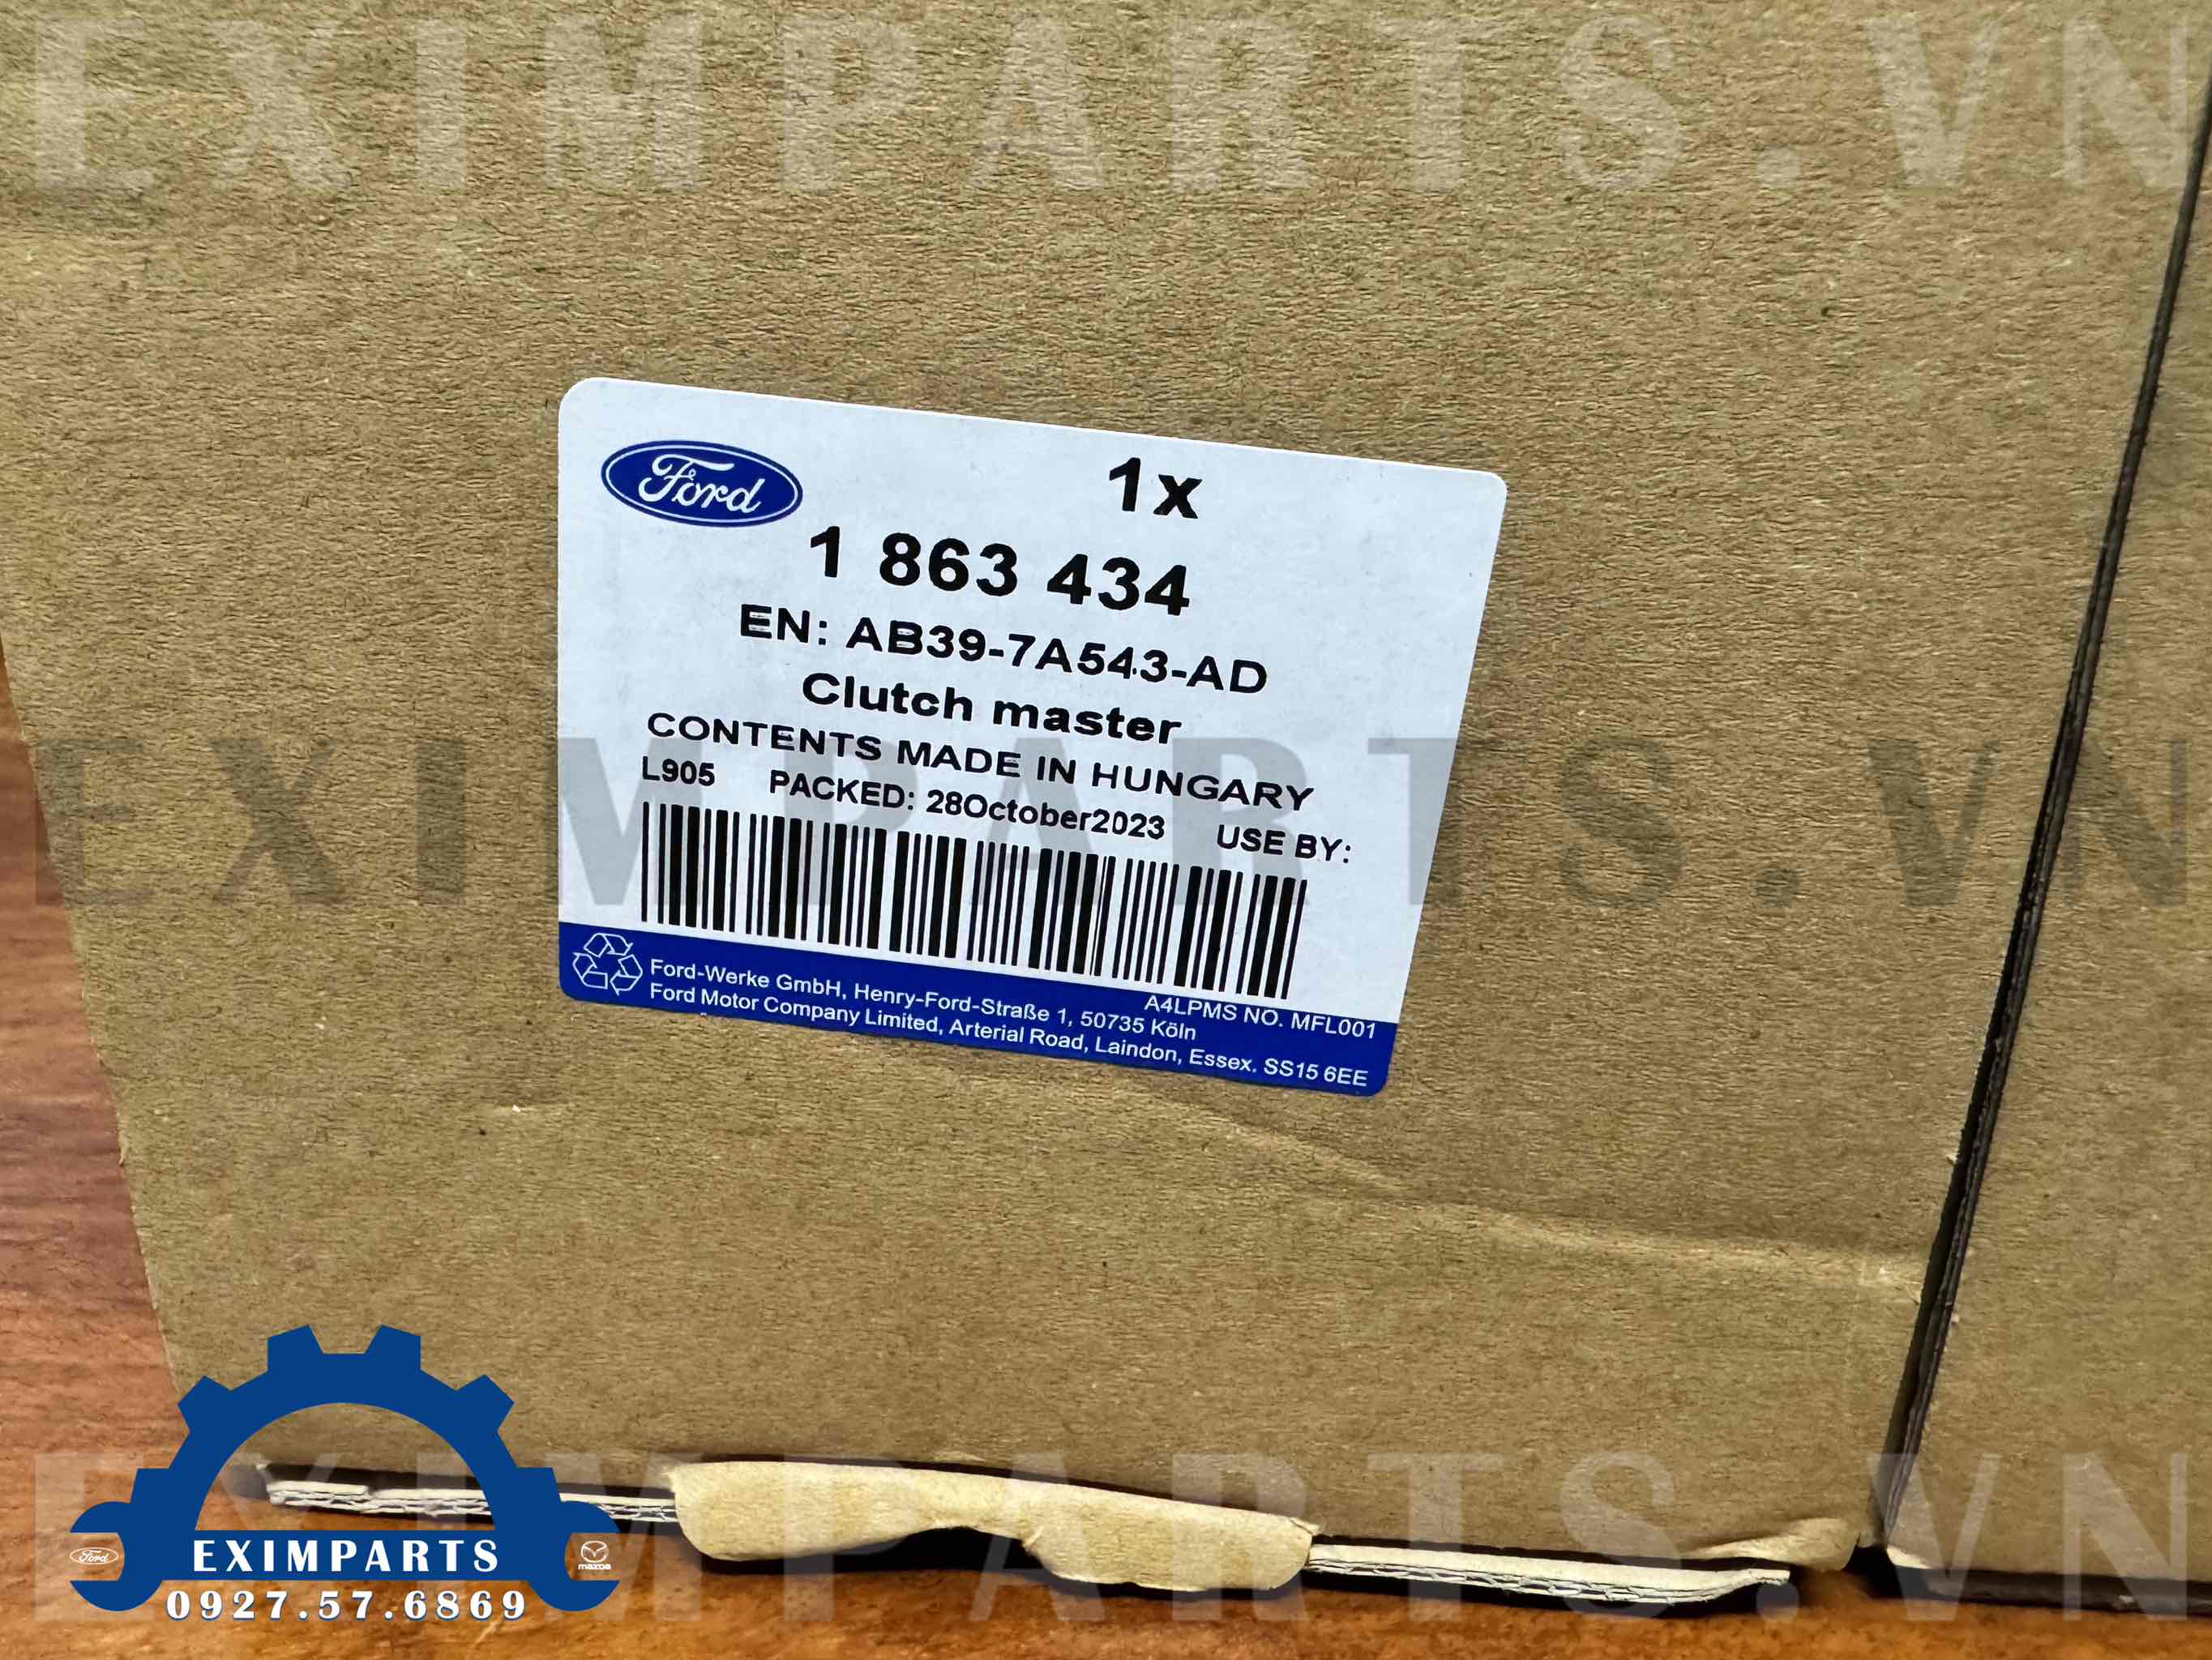 EXIMPARTS.VN
Ford
1x
1 863 434
EN: AB39-7A543-AD
Clutch master
CONTENTS MADE IN HUNGARY
L905 PACKED: 28October2023 USE BY:
EXIMPARTS.VN
A4LPMS NO. MFL001
Ford-Werke GmbH, Henry-Ford-Straße 1, 50735 Köln
Ford Motor Company Limited, Arterial Road, Laindon, Essex. SS15 6EE
EXIMPARTS.VN
Ford
EXIMPARTS
mazda
0927.57.6869